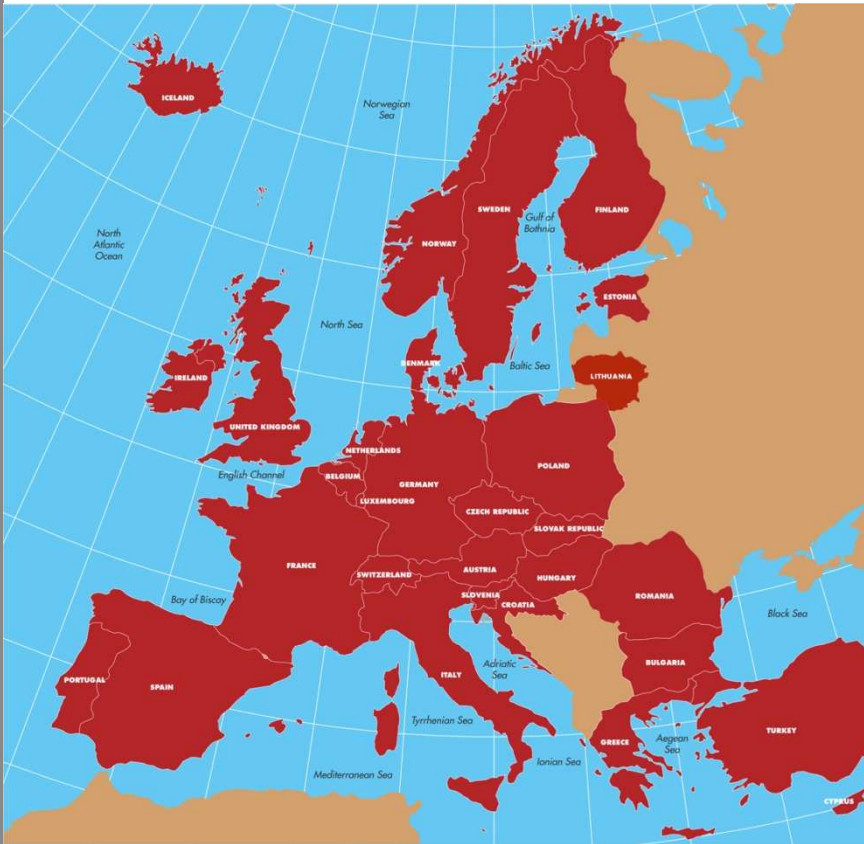 ICELAND
Norwegian
Sea
SWEDEN
FINLAND
Gulf of
Bothnia
North
Atlantic
Ocean
NORWAY
ESTONIA
North Sea
DENMARK
Baltic Sea
LITHUANIA
IRELAND
UNITED KINGDOM
NETHERLANDS
English Channel
BELGIUM
GERMANY
POLAND
LUXEMBOURG
CZECH REPUBLIC
SLOVAK REPUBLIC
FRANCE
SWITZERLAND
AUSTRIA
HUNGARY
SLOVENIA
CROATIA
ROMANIA
Bay of Biscay
Black Sea
PORTUGAL
SPAIN
ITALY
Adriatic
Sea
BULGARIA
Tyrrhenian Sea
TURKEY
GREECE
Aegean
Sea
Ionian Sea
Mediterranean Sea
CYPRUS